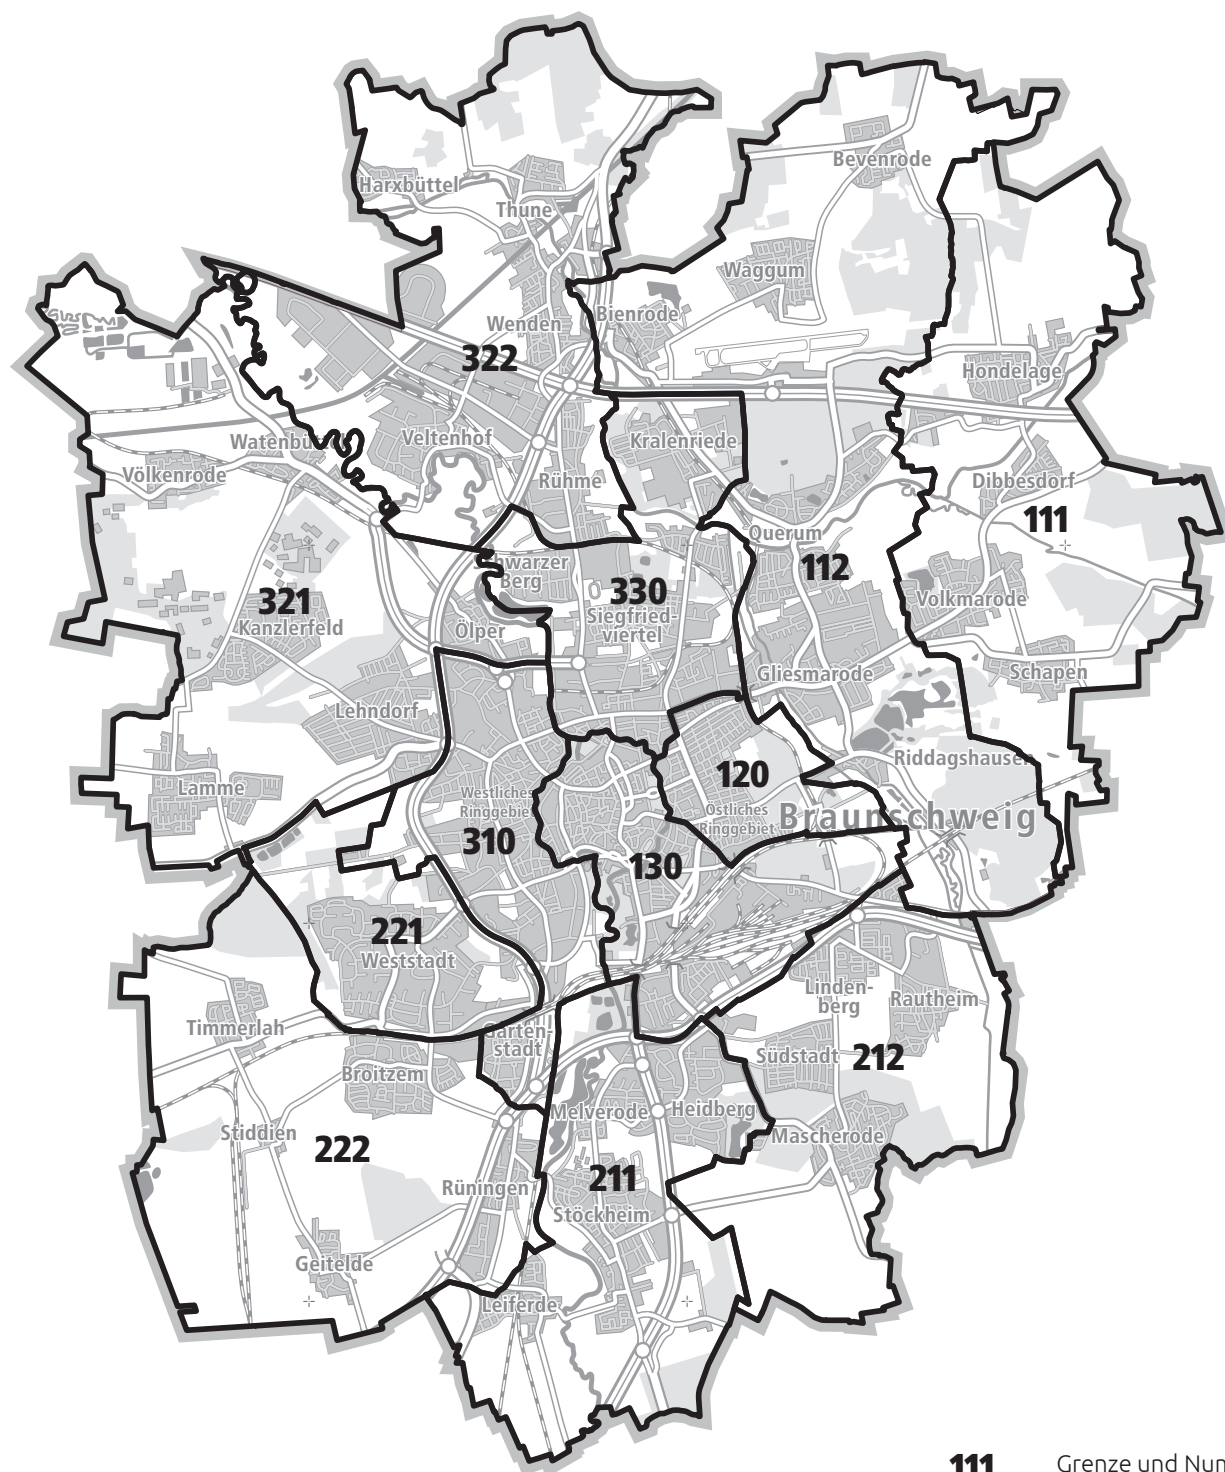 Bevenrode
Harxbüttel
Thune
Waggum
Bienrode
Wenden
322
Hondelage
Watenbütt
Veltenhof
Kralenriede
Völkenrode
Rühme
Dibbesdorf
111
Querum
112
Schwarzer
Berg
330
321
Siegfried-
viertel
Volkmarode
Kanzlerfeld
Ölper
Gliesmarode
Schapen
Lehndorf
Riddagshausen
120
Lamme
Westliches
Ringgebiet
Östliches
Ringgebiet
Braunschweig
310
130
221
Weststadt
Linden-
berg
Rautheim
Timmerlah
Garten-
stadt
Südstadt
212
Broitzem
Melverode
Heidberg
Stiddien
Mascherode
222
211
Rüningen
Stöckheim
Geitelde
Leiferde
111 Grenze und Num